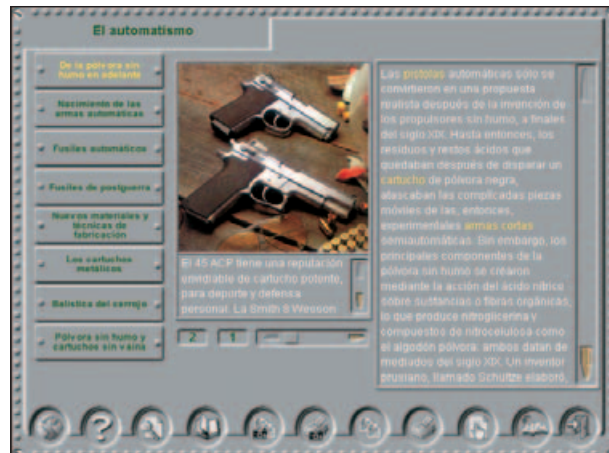 El automatismo
De la pólvora sin
humo en adelante
Nacimiento de las
armas automáticas
Fusiles automáticos
Fusiles de postguerra
Nuevos materiales y
técnicas de
fabricación
Los cartuchos
metálicos
Balística del cerrojo
Pólvora sin humo y
cartuchos sin vaina
El 45 ACP tiene una reputación
envidiable de cartucho potente,
para deporte y defensa
personal. La Smith & Wesson
2 1
Las pistolas automáticas sólo se
convirtieron en una propuesta
realista después de la invención de
los propulsores sin humo, a finales
del siglo XIX. Hasta entonces, los
residuos y restos ácidos que
quedaban después de disparar un
cartucho de pólvora negra,
atascaban las complicadas piezas
móviles de las, entonces,
experimentales armas cortas
semiautomáticas. Sin embargo, los
principales componentes de la
pólvora sin humo se crearon
mediante la acción del ácido nítrico
sobre sustancias o fibras orgánicas,
lo que produce nitroglicerina y
compuestos de nitrocelulosa como
el algodón pólvora: ambos datan de
mediados del siglo XIX. Un inventor
prusiano, llamado Schultze elaboró,